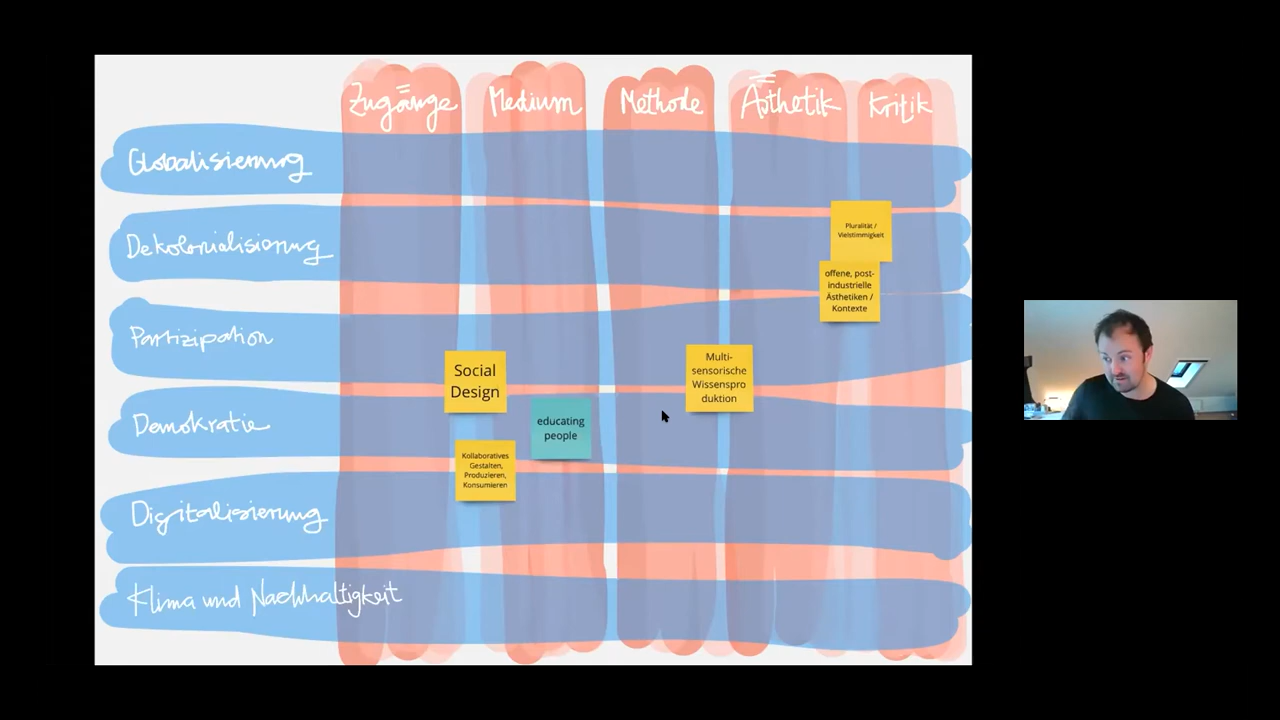 Zugänge Medium Methode Ästhetik Kritik
Globalisierung
Dekolonialisierung
Pluralität /
Vielstimmigkeit
offene, post-
industrielle
Ästhetiken /
Kontexte
Partizipation
Social
Design
Multi-
sensorische
Wissenspro
duktion
Demokratie
educating
people
Kollaboratives
Gestalten,
Produzieren,
Konsumieren
Digitalisierung
Klima und Nachhaltigkeit